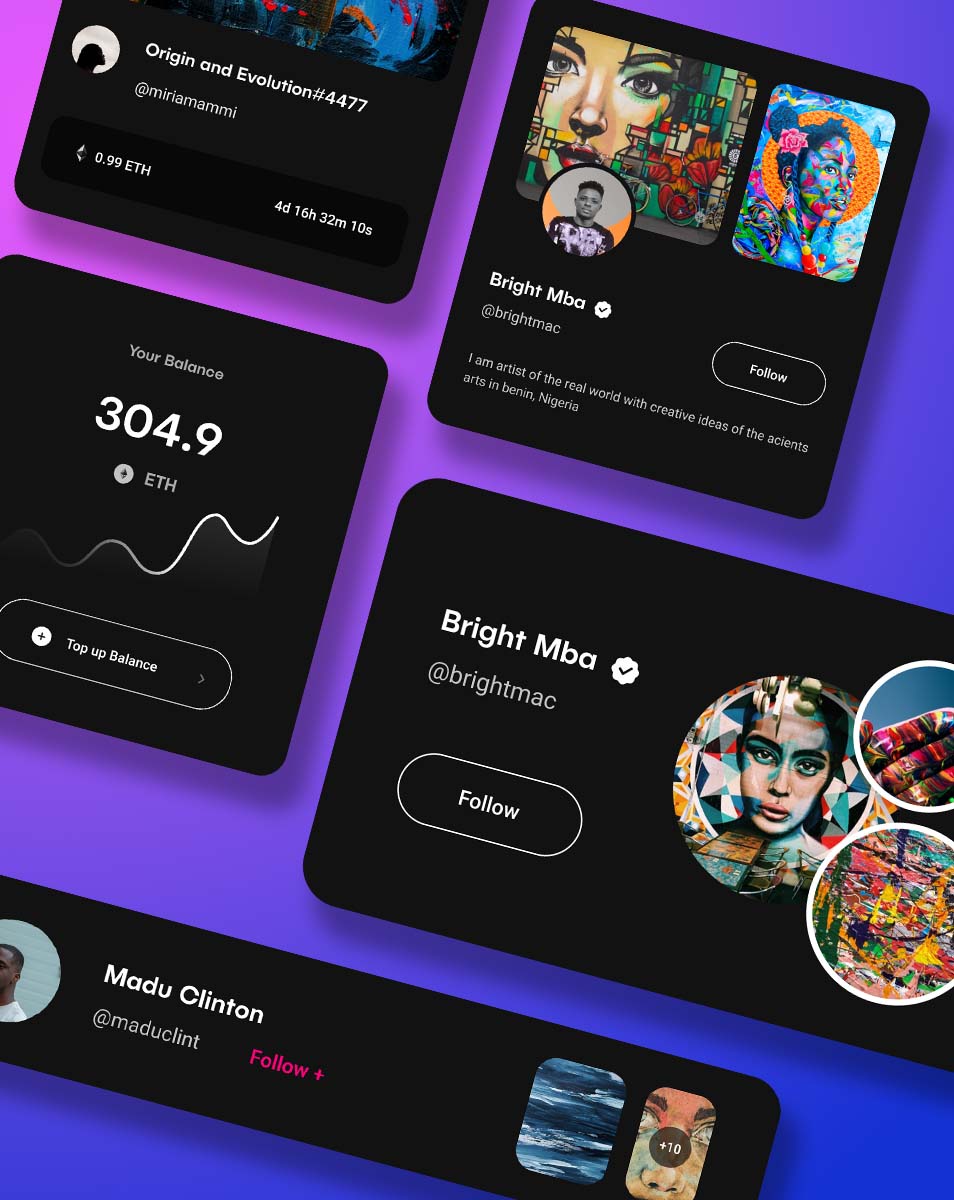 Origin and Evolution#4477
@miriamammi
0.99 ETH
4d 16h 32m 10s
Bright Mba
@brightmac
Follow
I am artist of the real world with creative ideas of the acients
arts in benin, Nigeria
Your Balance
304.9
ETH
Top up Balance
Bright Mba
@brightmac
Follow
Madu Clinton
@maduclint
Follow +
+10